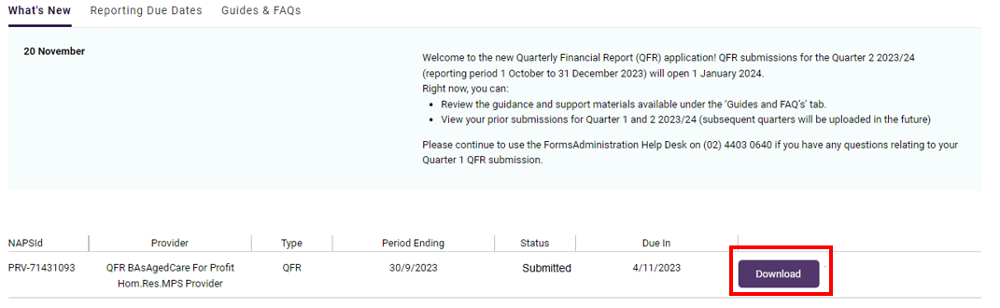 What's New Reporting Due Dates Guides & FAQs
20 November
Welcome to the new Quarterly Financial Report (QFR) application! QFR submissions for the Quarter 2 2023/24
(reporting period 1 October to 31 December 2023) will open 1 January 2024.
Right now, you can:
• Review the guidance and support materials available under the ‘Guides and FAQ’s’ tab.
• View your prior submissions for Quarter 1 and 2 2023/24 (subsequent quarters will be uploaded in the future)
Please continue to use the FormsAdministration Help Desk on (02) 4403 0640 if you have any questions relating to your
Quarter 1 QFR submission.
NAPSId Provider Type Period Ending Status Due In
PRV-71431093 QFR BAsAgedCare For Profit QFR 30/9/2023 Submitted 4/11/2023 Download
Hom.Res.MPS Provider